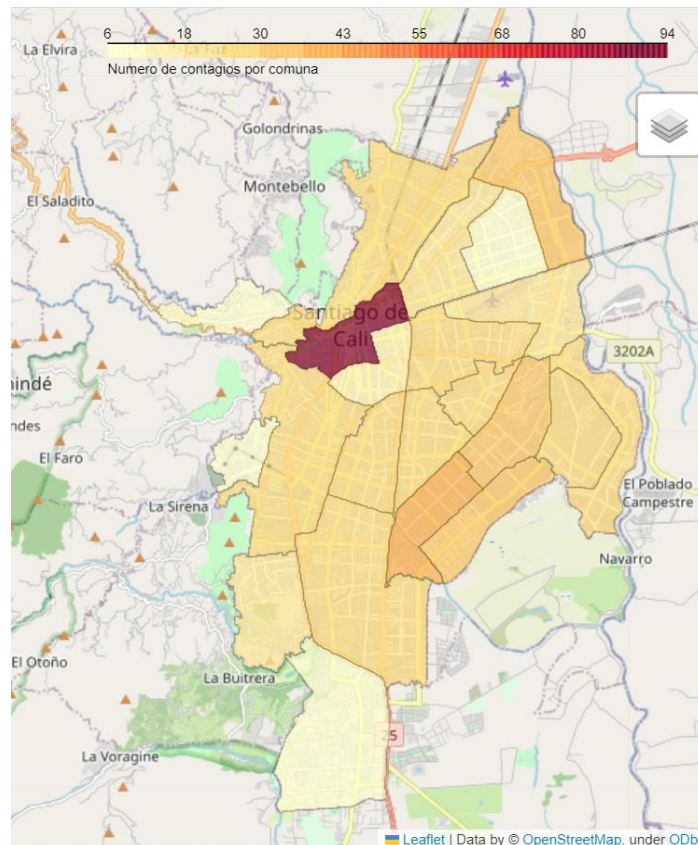 6 18 30 43 55 68 80 94
La Elvira
Numero de contagios por comuna
Golondrinas
Montebello
El Saladito
Santiago de
Cali
3202A
El Faro
La Sirena
El Poblado
Campestre
Navarro
El Otoño
La Buitrera
25
La Voragine
Leaflet | Data by © OpenStreetMap, under ODb